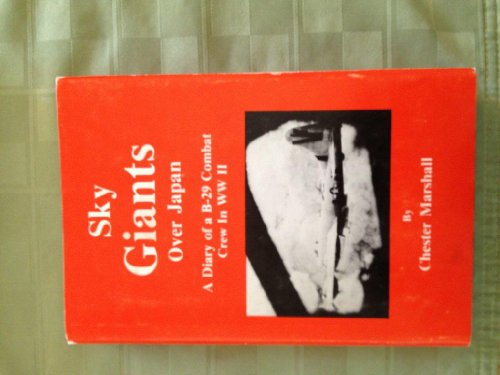 Sky
Giants
Over Japan
A Diary of a B-29 Combat
Crew In WW II
By
Chester Marshall